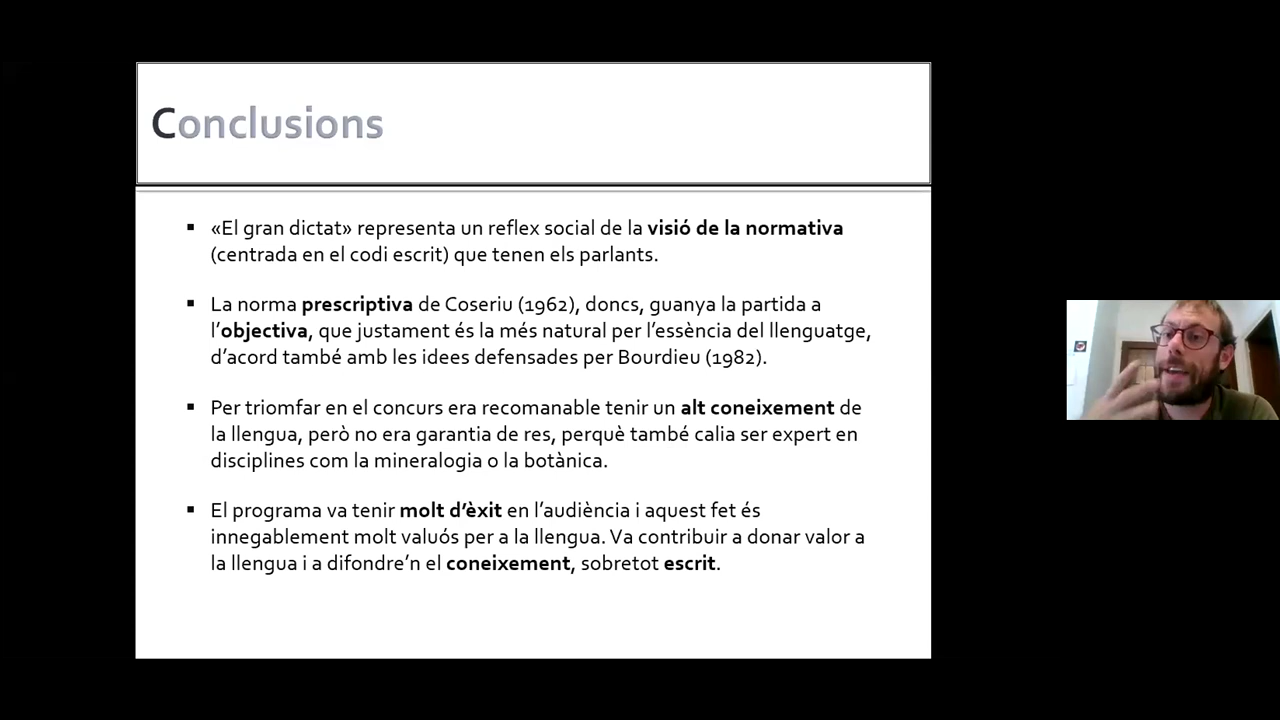 Conclusions
▪ «El gran dictat» representa un reflex social de la visió de la normativa
(centrada en el codi escrit) que tenen els parlants.
▪ La norma prescriptiva de Coseriu (1962), doncs, guanya la partida a
l’objectiva, que justament és la més natural per l’essència del llenguatge,
d’acord també amb les idees defensades per Bourdieu (1982).
▪ Per triomfar en el concurs era recomanable tenir un alt coneixement de
la llengua, però no era garantia de res, perquè també calia ser expert en
disciplines com la mineralogia o la botànica.
▪ El programa va tenir molt d’èxit en l’audiència i aquest fet és
innegablement molt valuós per a la llengua. Va contribuir a donar valor a
la llengua i a difondre’n el coneixement, sobretot escrit.